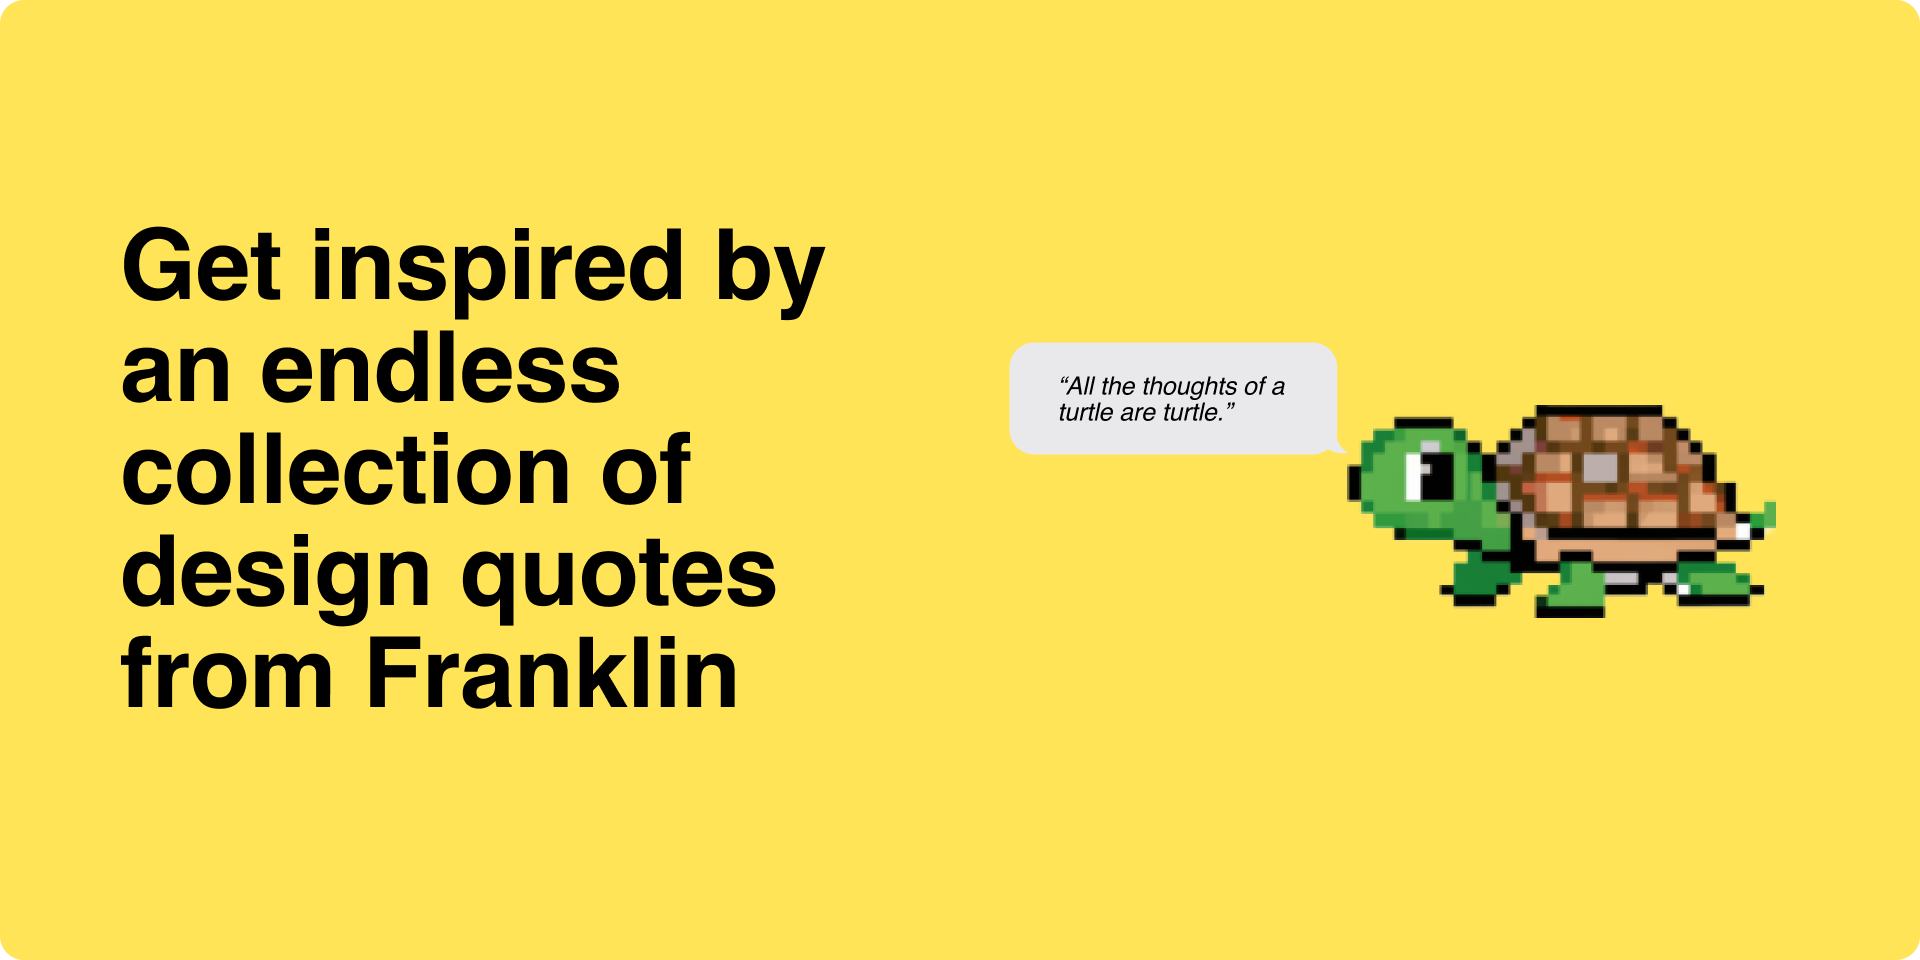 Get inspired by
an endless
collection of
design quotes
from Franklin
“All the thoughts of a
turtle are turtle.”